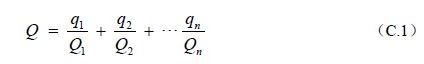 Q = q₁/Q₁ + q₂/Q₂ + ⋯ qₙ/Qₙ （C.1）